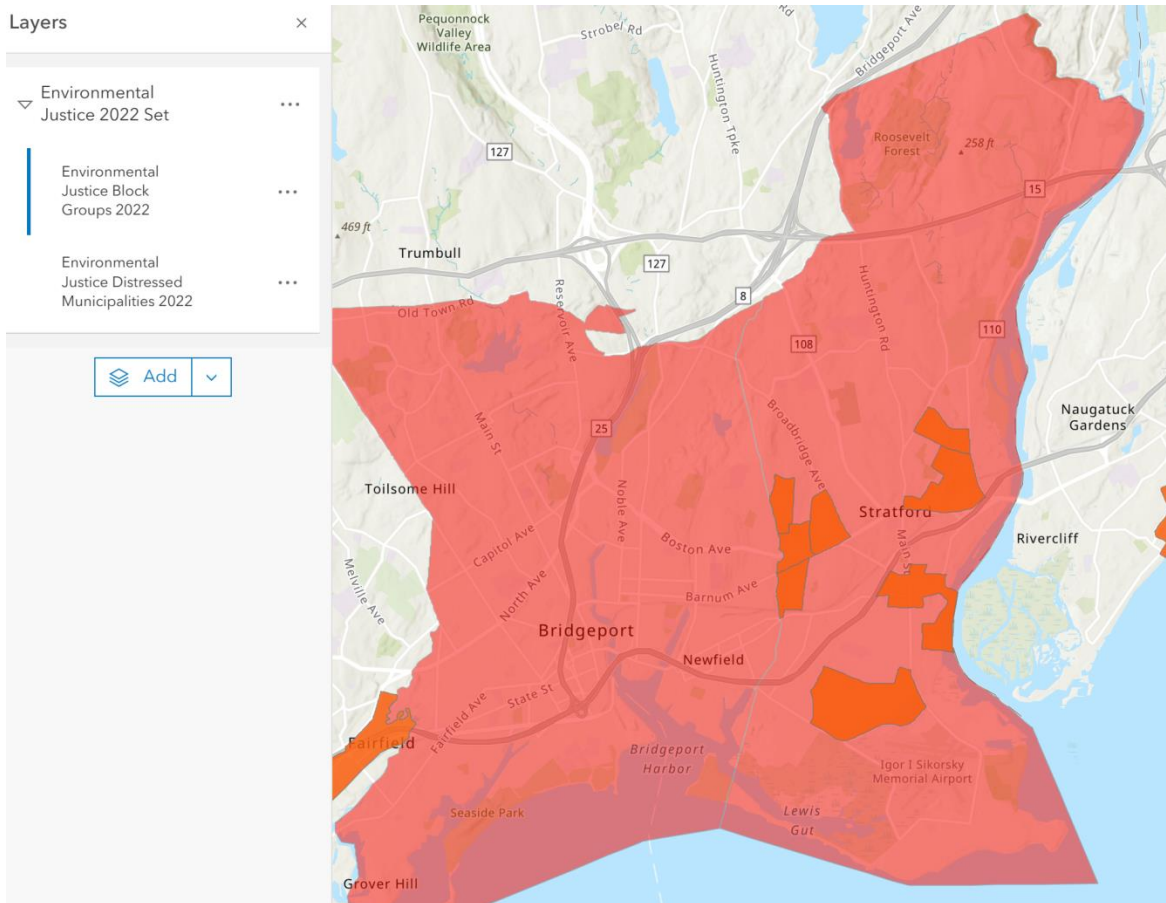 Layers
Environmental
Justice 2022 Set
Environmental
Justice Block
Groups 2022
Environmental
Justice Distressed
Municipalities 2022
Add
Pequonnock
Valley
Wildlife Area
Strobel Rd
Rd
Huntington Tpke
Bridgeport Ave
Roosevelt
Forest
258 ft
127
15
469 ft
Trumbull
127
8
Old Town Rd
Reservoir Ave
Huntington Rd
110
108
Main St
25
Broadbridge Ave
Naugatuck
Gardens
Toilsome Hill
Noble Ave
Stratford
Capitol Ave
Boston Ave
Main St
Rivercliff
Melville Ave
North Ave
Barnum Ave
Bridgeport
Newfield
State St
Fairfield Ave
Fairfield
Bridgeport
Harbor
Igor I Sikorsky
Memorial Airport
Seaside Park
Lewis
Gut
Grover Hill